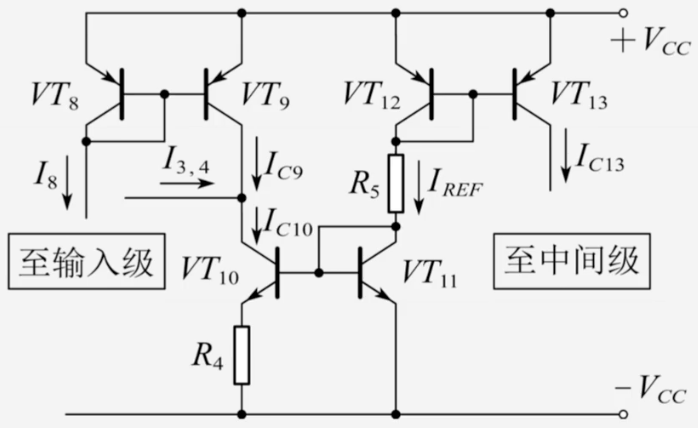 +V_{CC}
VT_8
VT_9
VT_{12}
VT_{13}
I_8
I_{3,4}
I_{C9}
R_5
I_{REF}
I_{C13}
I_{C10}
至输入级
VT_{10}
VT_{11}
至中间级
R_4
−V_{CC}